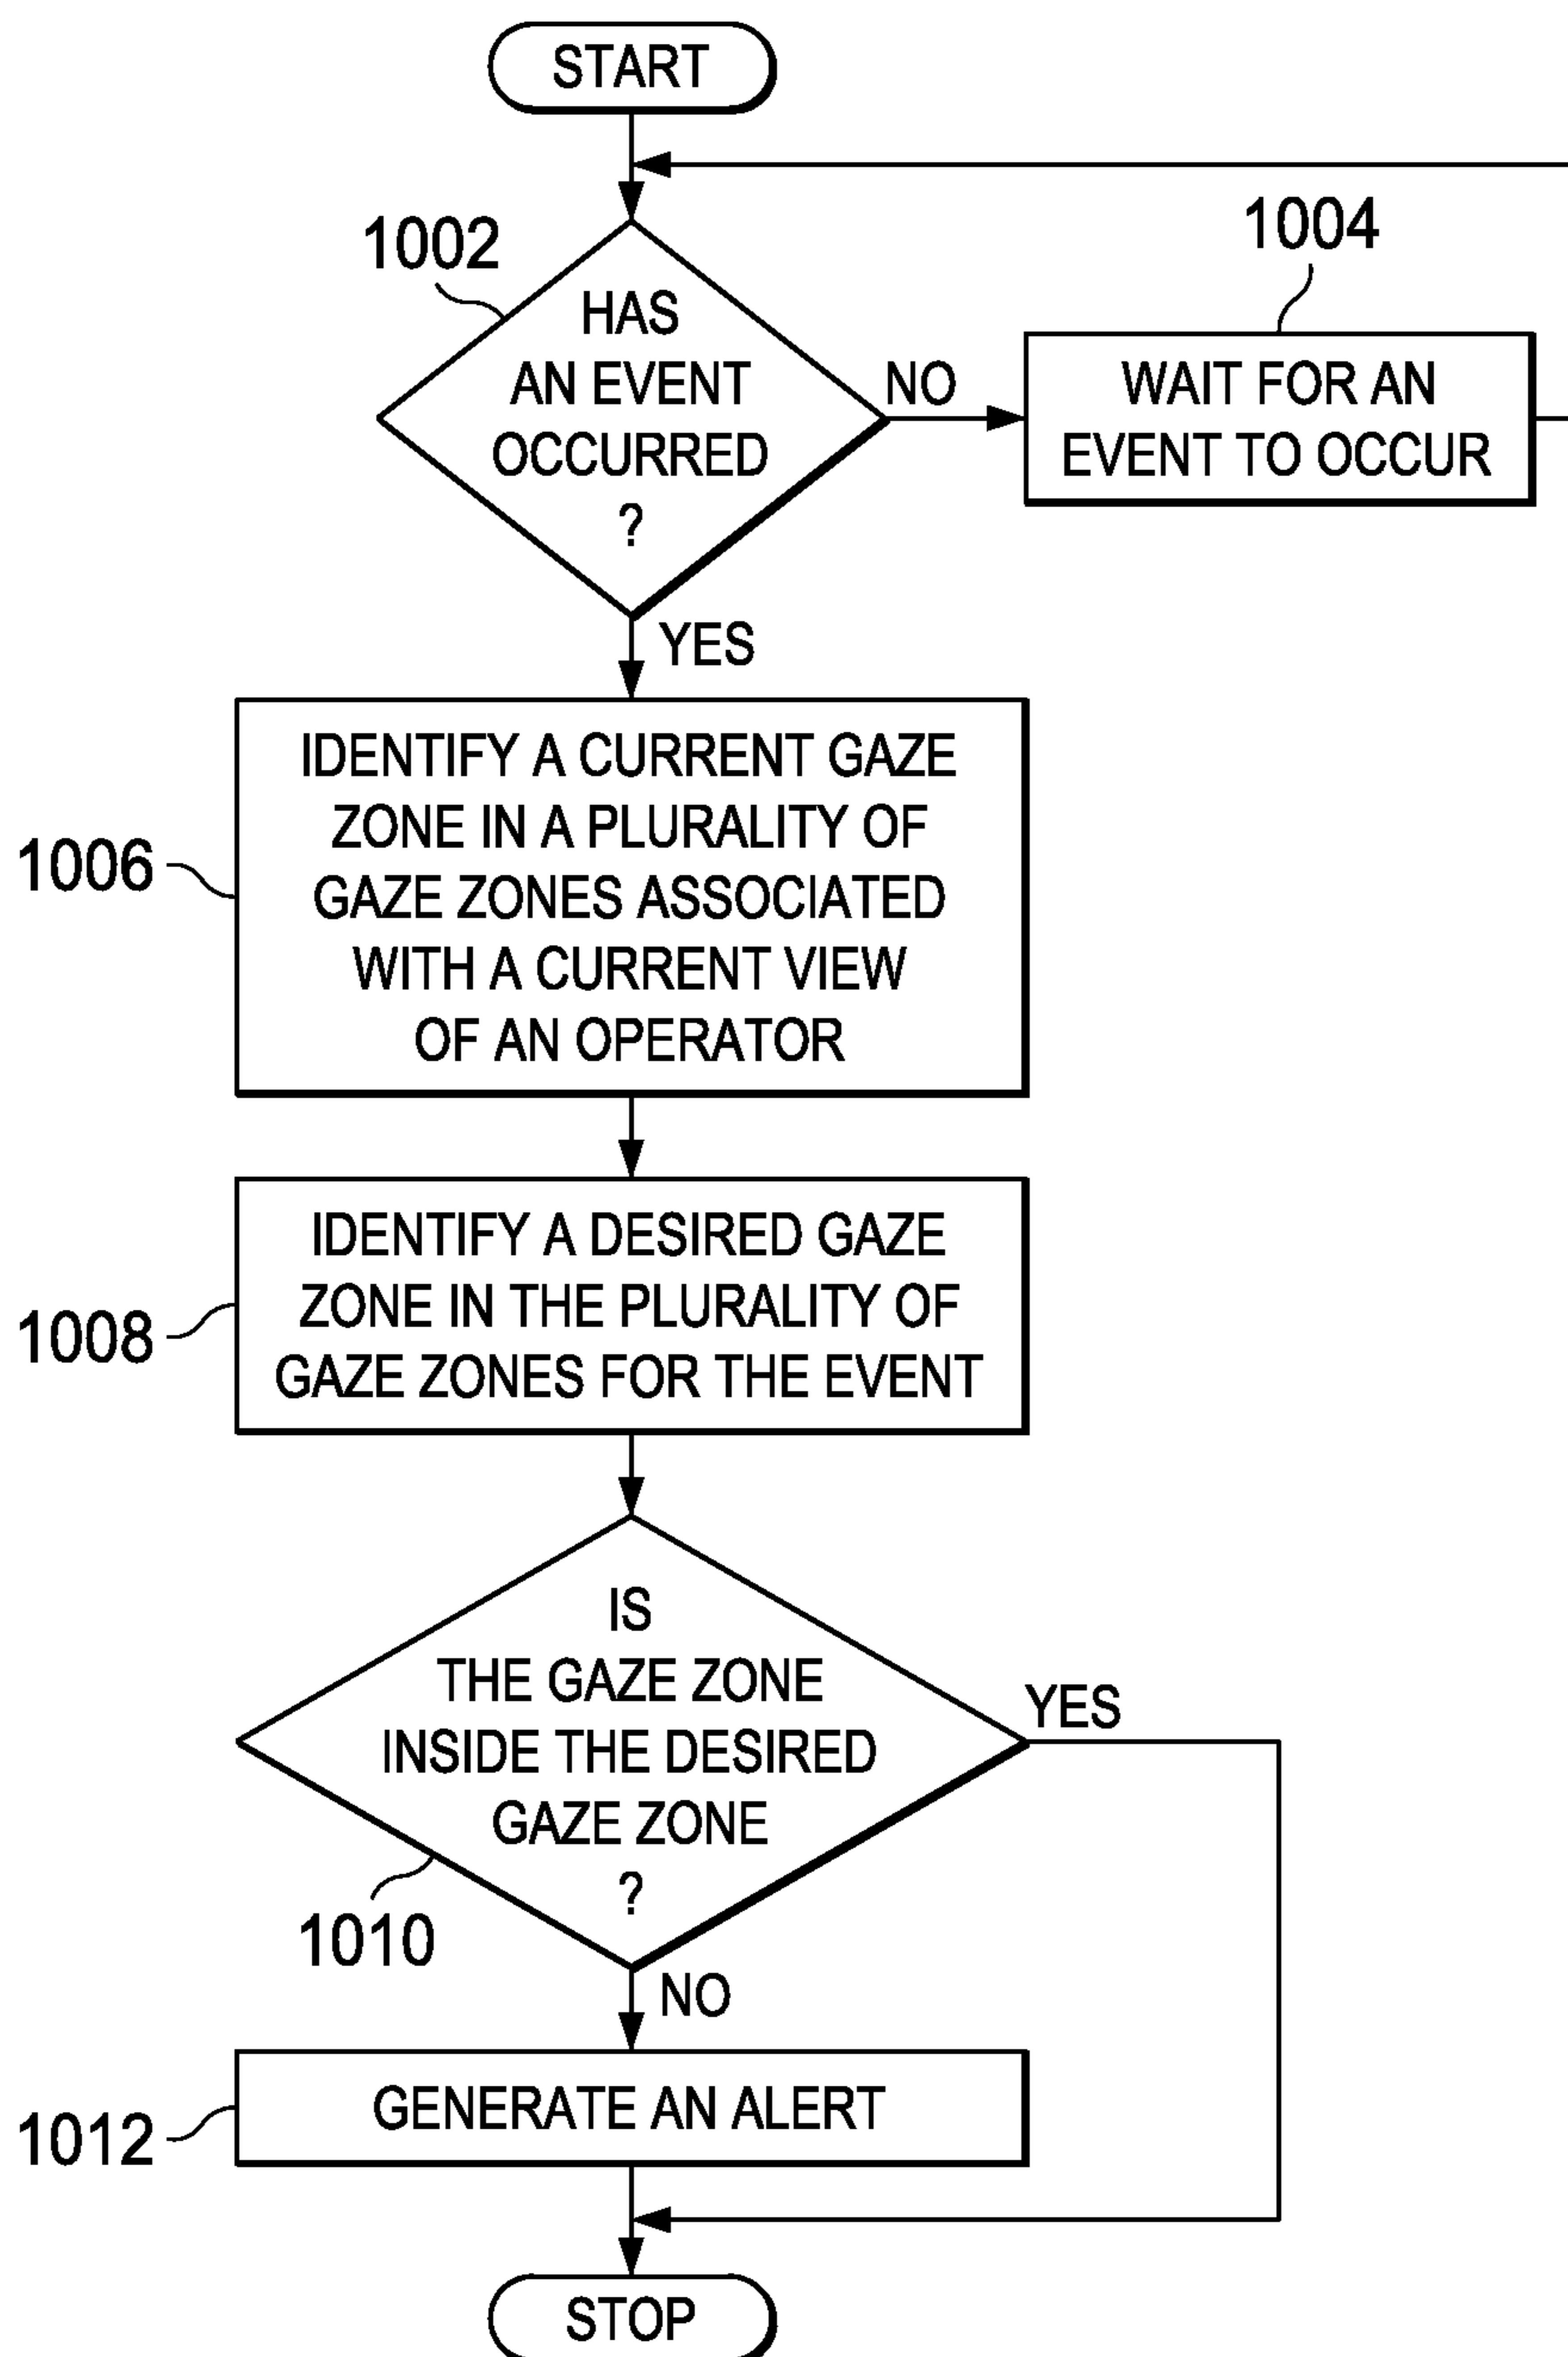 START
1002
HAS
AN EVENT
OCCURRED
?
NO
1004
WAIT FOR AN
EVENT TO OCCUR
YES
1006
IDENTIFY A CURRENT GAZE
ZONE IN A PLURALITY OF
GAZE ZONES ASSOCIATED
WITH A CURRENT VIEW
OF AN OPERATOR
1008
IDENTIFY A DESIRED GAZE
ZONE IN THE PLURALITY OF
GAZE ZONES FOR THE EVENT
IS
THE GAZE ZONE
INSIDE THE DESIRED
GAZE ZONE
?
YES
1010
NO
1012
GENERATE AN ALERT
STOP